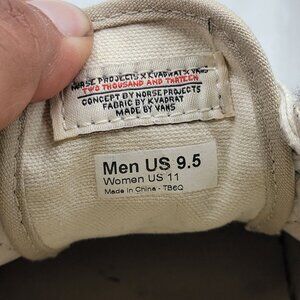 NORSE PROJECTS X KVADRAT X VANS
TWO THOUSAND AND THIRTEEN
CONCEPT BY NORSE PROJECTS
FABRIC BY KVADRAT
MADE BY VANS
Men US 9.5
Women US 11
Made in China - TB6Q